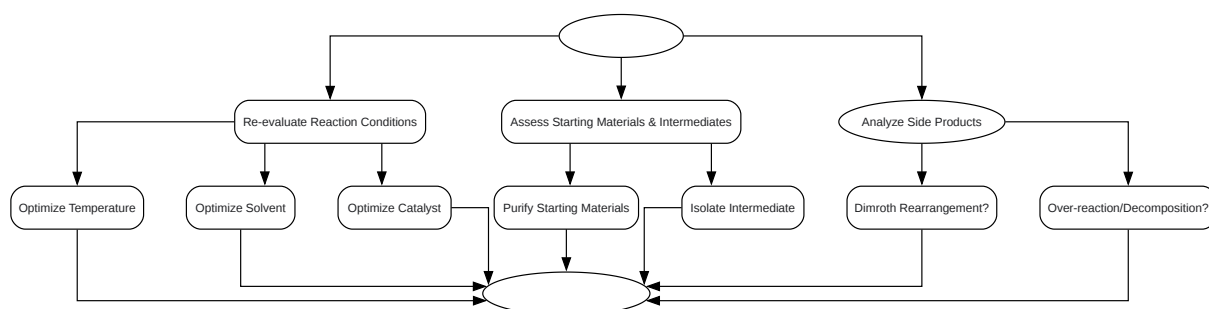 Re-evaluate Reaction Conditions
Assess Starting Materials & Intermediates
Analyze Side Products
Optimize Temperature
Optimize Solvent
Optimize Catalyst
Purify Starting Materials
Isolate Intermediate
Dimroth Rearrangement?
Over-reaction/Decomposition?